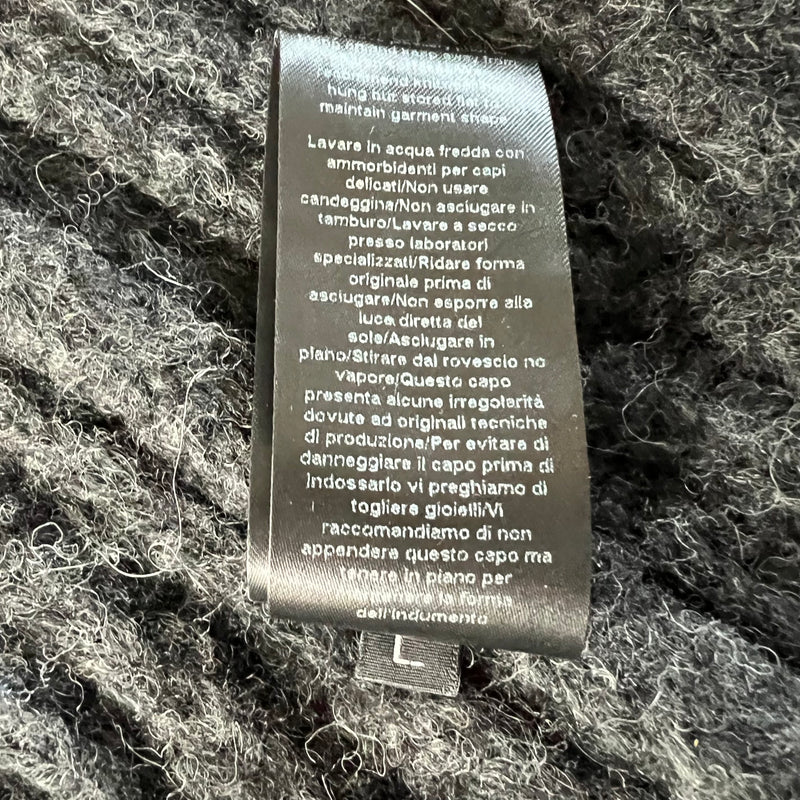 hung but stored flat to
maintain garment shape
Lavare in acqua fredda con
ammorbidenti per capi
delicati/Non usare
candeggina/Non asciugare in
tamburo/Lavare a secco
presso laboratori
specializzati/Ridare forma
originale prima di
asciugare/Non esporre alla
luce diretta del
sole/Asciugare in
piano/Stirare dal rovescio no
vapore/Questo capo
presenta alcune irregolarità
dovute ad originali tecniche
di produzione/Per evitare di
danneggiare il capo prima di
indossarlo vi preghiamo di
togliere gioielli/Vi
raccomandiamo di non
appendere questo capo ma
tenere in piano per
la forma
dell'indumento
L